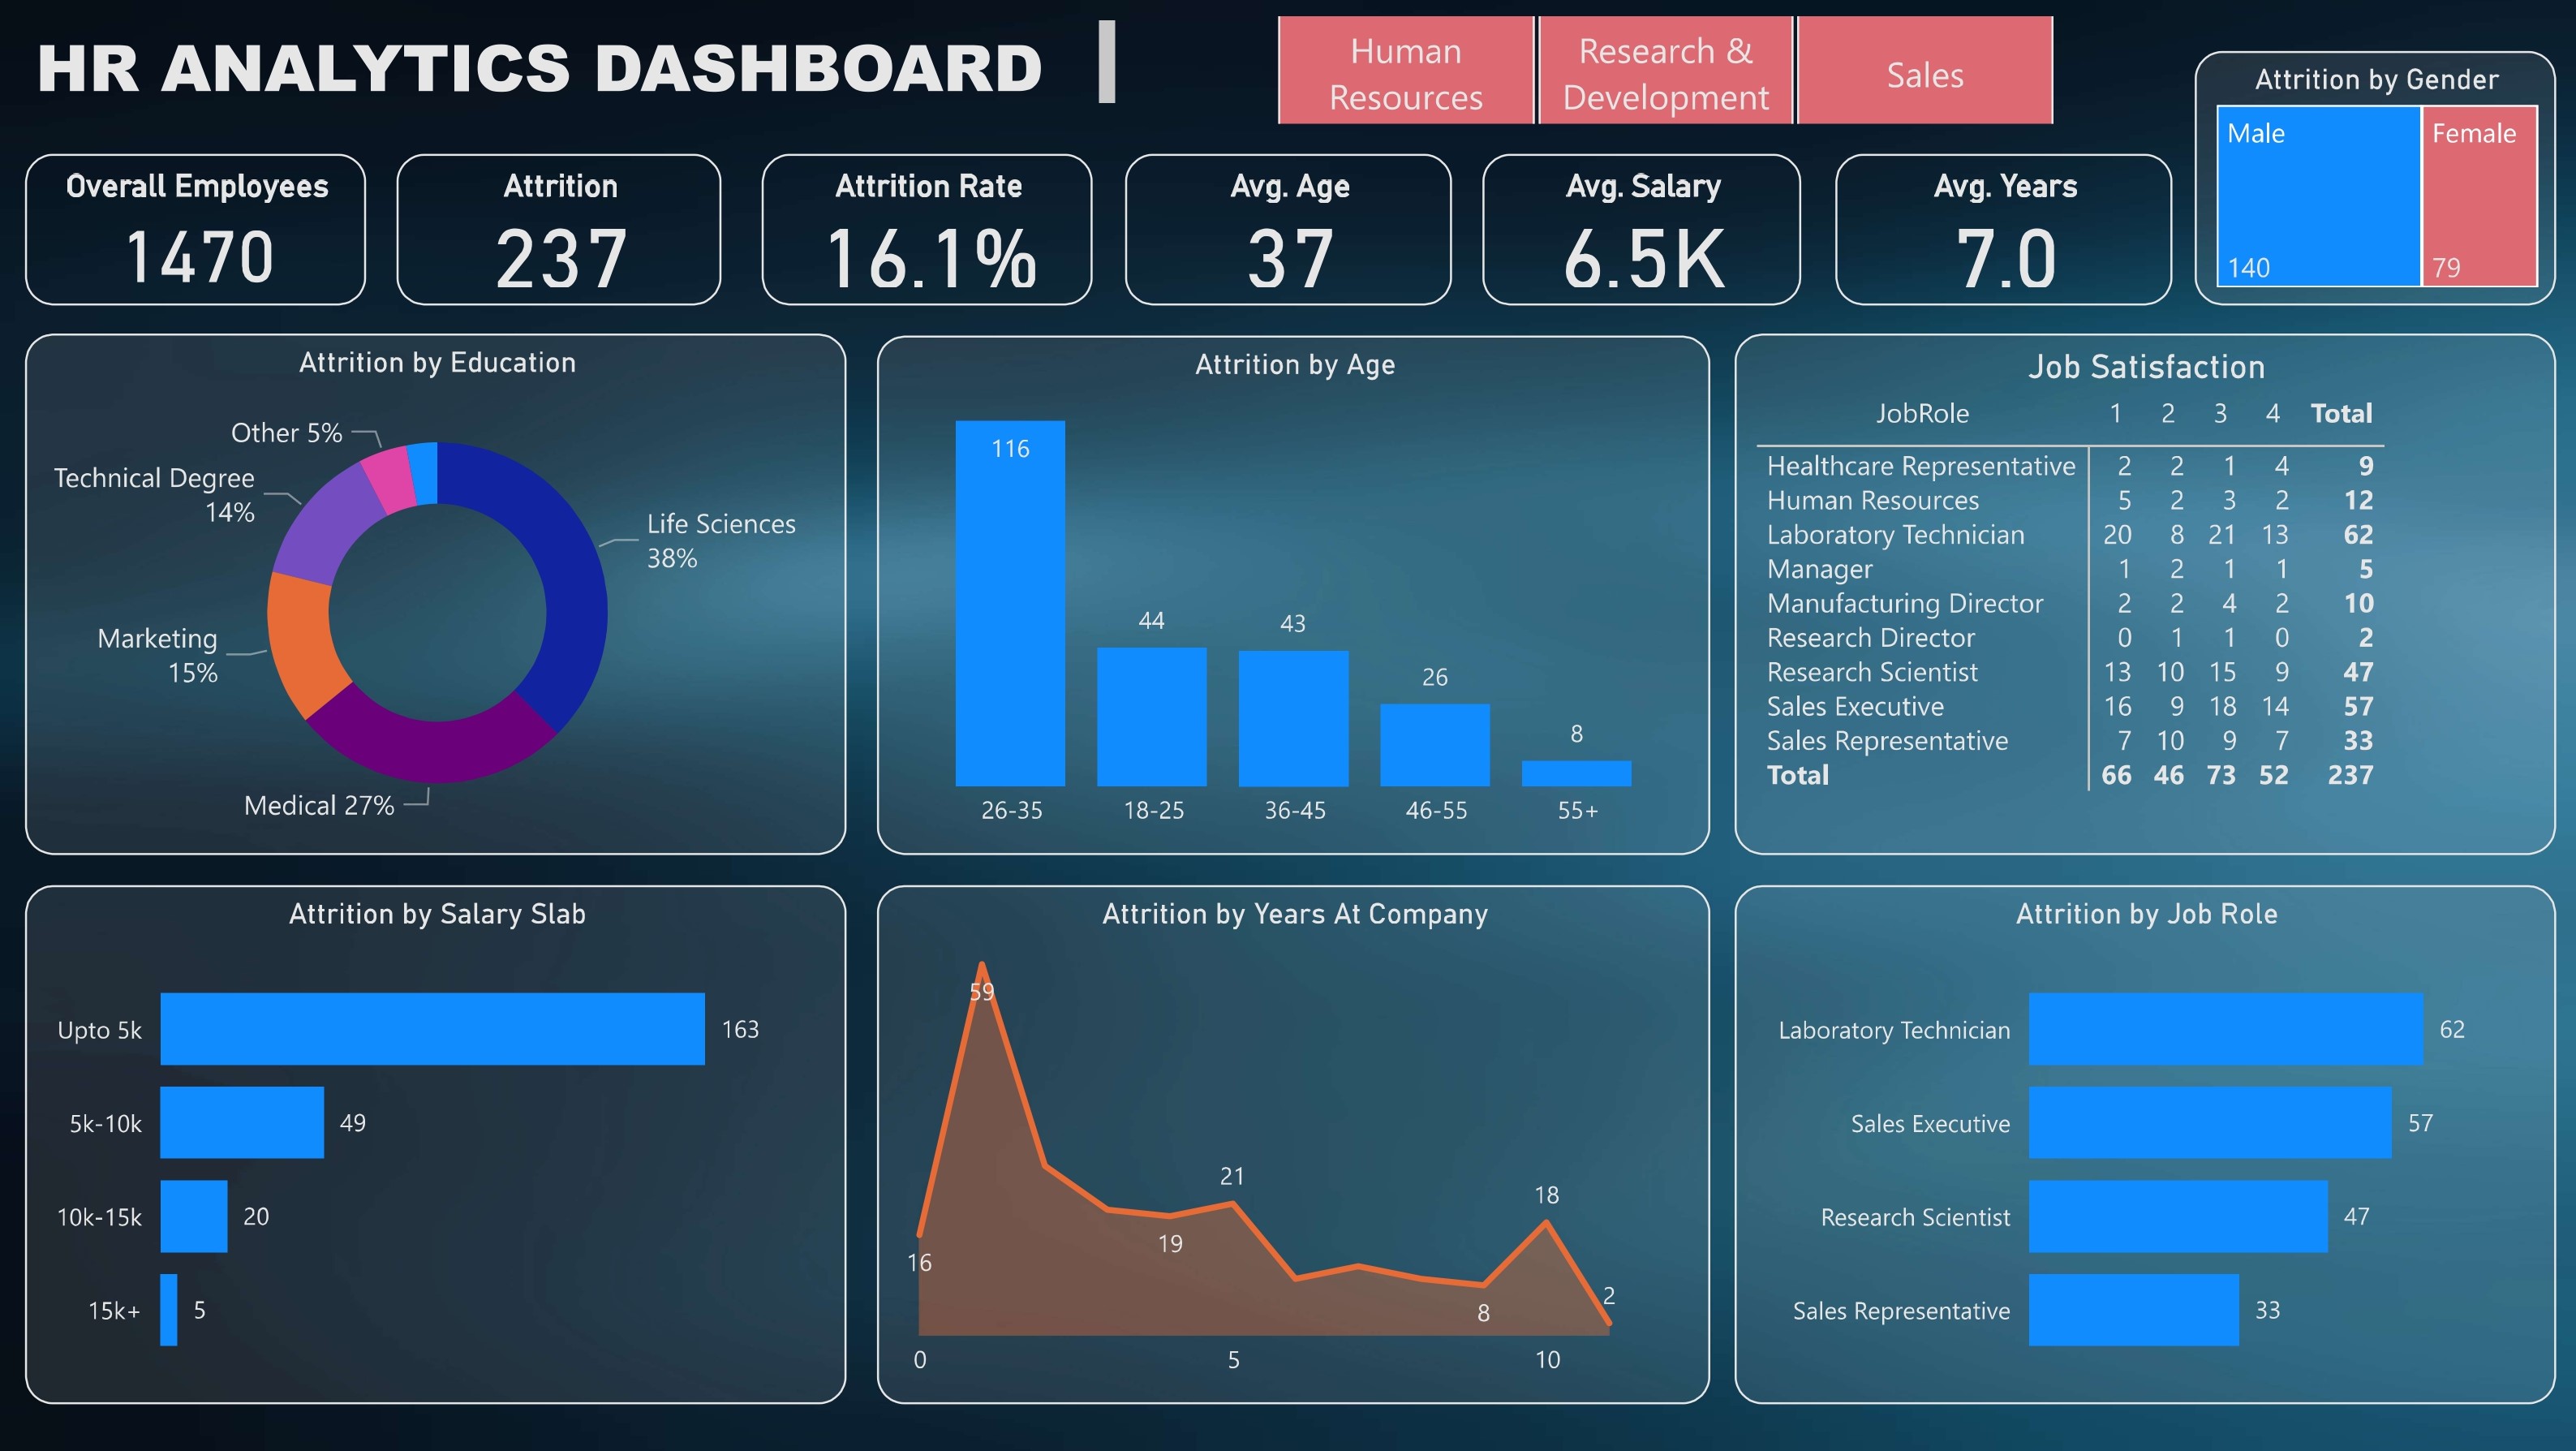 HR ANALYTICS DASHBOARD
Human
Resources
Research &
Development
Sales
Attrition by Gender
Male
Female
140
79
Overall Employees
1470
Attrition
237
Attrition Rate
16.1%
Avg. Age
37
Avg. Salary
6.5K
Avg. Years
7.0
Attrition by Education
Other 5%
Technical Degree
14%
Life Sciences
38%
Marketing
15%
Medical 27%
Attrition by Age
116
44
43
26
8
26-35 18-25 36-45 46-55 55+
Job Satisfaction
JobRole 1 2 3 4 Total
Healthcare Representative 2 2 1 4 9
Human Resources 5 2 3 2 12
Laboratory Technician 20 8 21 13 62
Manager 1 2 1 1 5
Manufacturing Director 2 2 4 2 10
Research Director 0 1 1 0 2
Research Scientist 13 10 15 9 47
Sales Executive 16 9 18 14 57
Sales Representative 7 10 9 7 33
Total 66 46 73 52 237
Attrition by Salary Slab
Upto 5k 163
5k-10k 49
10k-15k 20
15k+ 5
Attrition by Years At Company
59
21
18
19
16
2
8
0 5 10
Attrition by Job Role
Laboratory Technician 62
Sales Executive 57
Research Scientist 47
Sales Representative 33